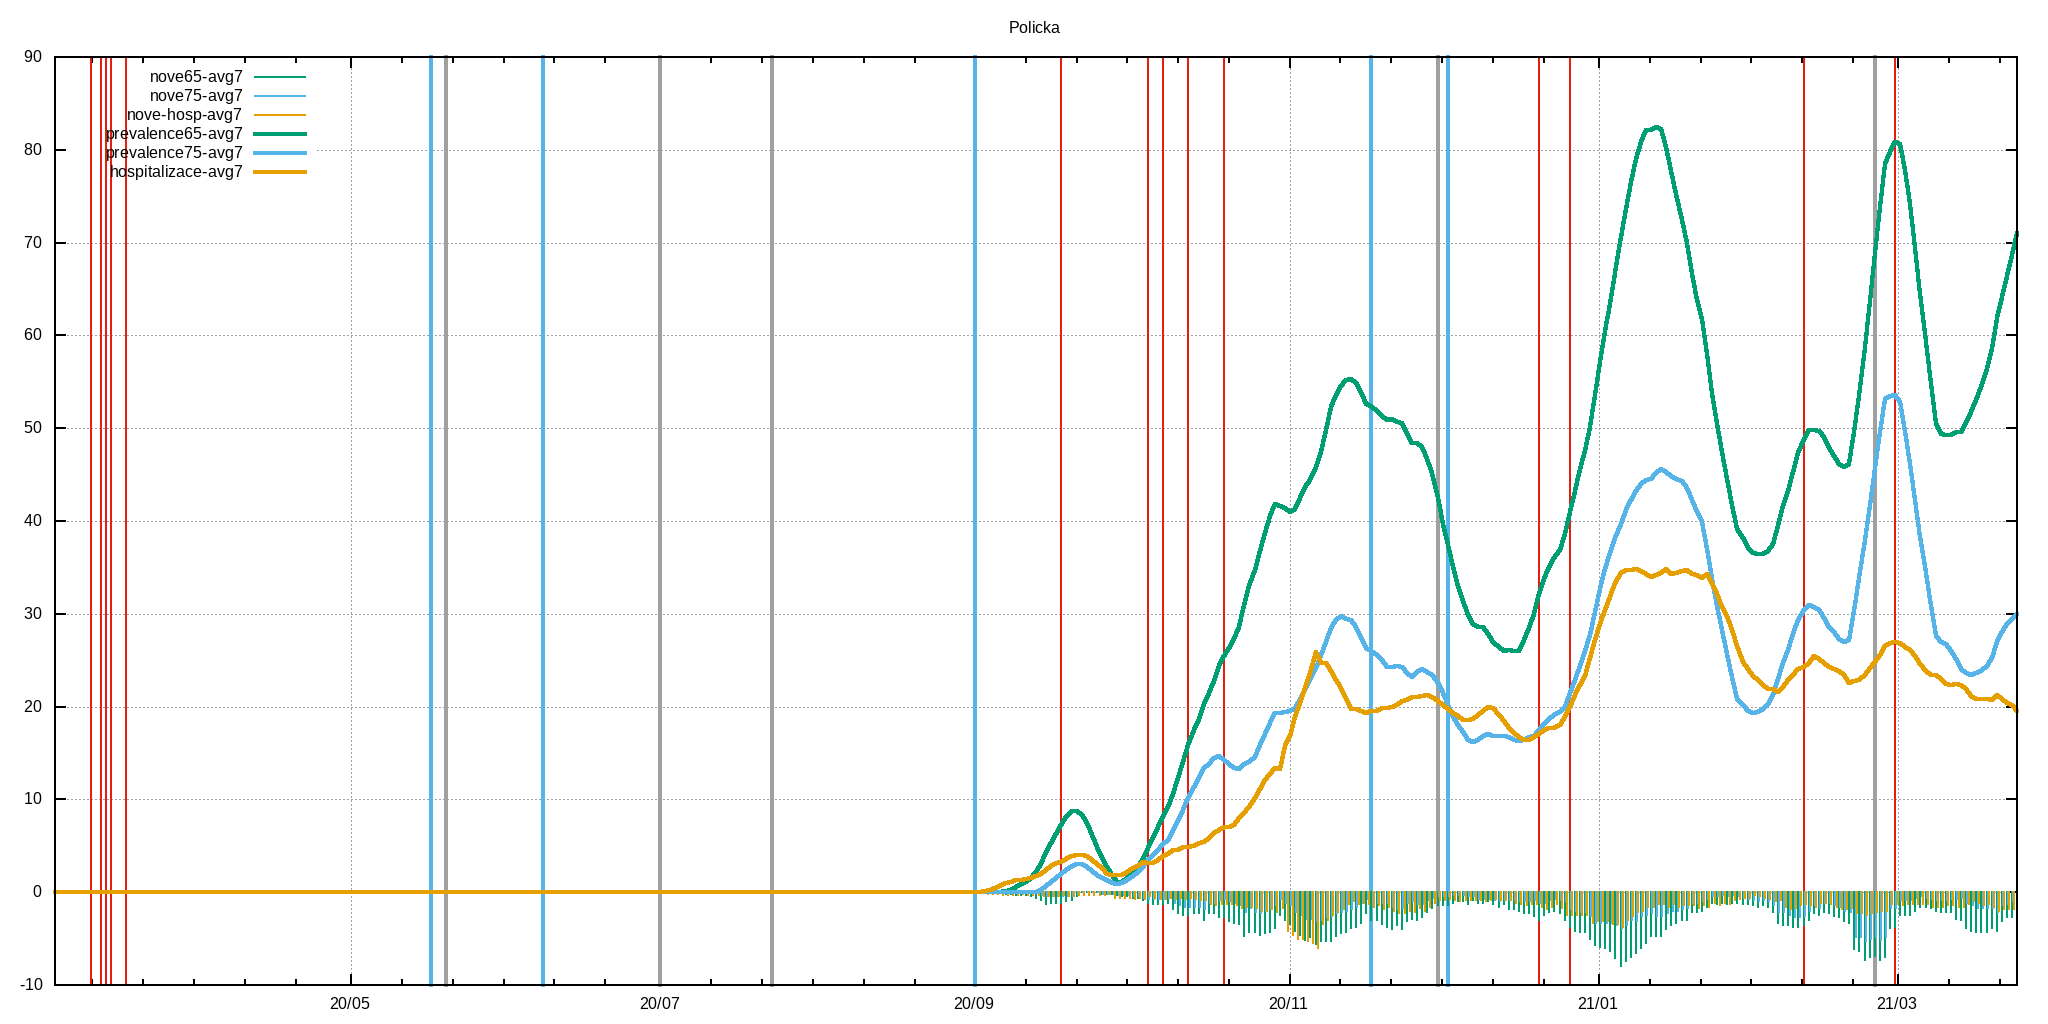 Policka
90
80
70
60
50
40
30
20
10
0
-10
nove65-avg7
nove75-avg7
nove-hosp-avg7
prevalence65-avg7
prevalence75-avg7
hospitalizace-avg7
20/05 20/07 20/09 20/11 21/01 21/03